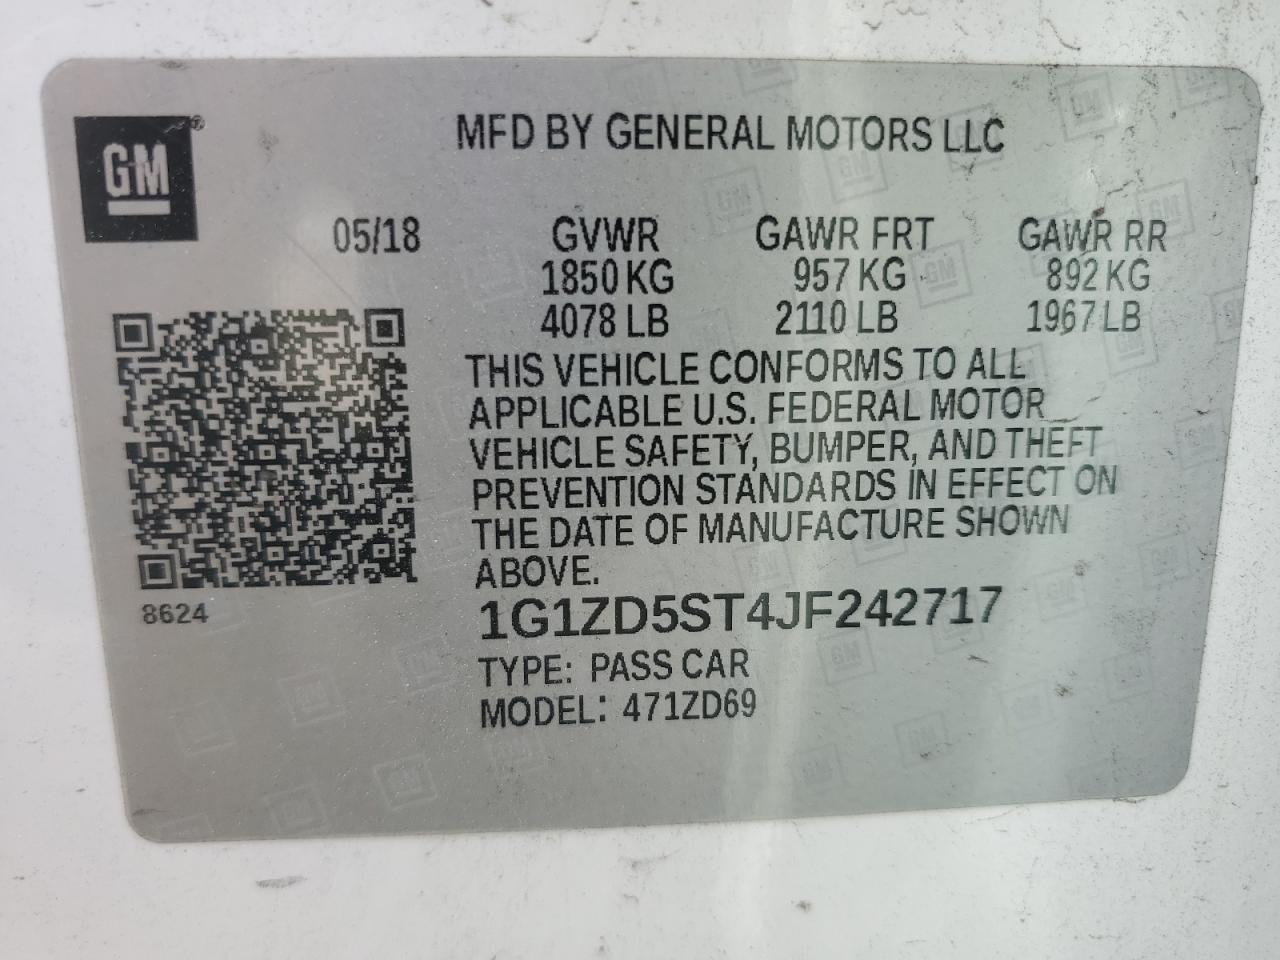 GM®
MFD BY GENERAL MOTORS LLC
05/18 GVWR GAWR FRT GAWR RR
1850 KG 957 KG 892 KG
4078 LB 2110 LB 1967 LB
THIS VEHICLE CONFORMS TO ALL
APPLICABLE U.S. FEDERAL MOTOR
VEHICLE SAFETY, BUMPER, AND THEFT
PREVENTION STANDARDS IN EFFECT ON
THE DATE OF MANUFACTURE SHOWN
ABOVE.
8624
1G1ZD5ST4JF242717
TYPE: PASS CAR
MODEL: 471ZD69